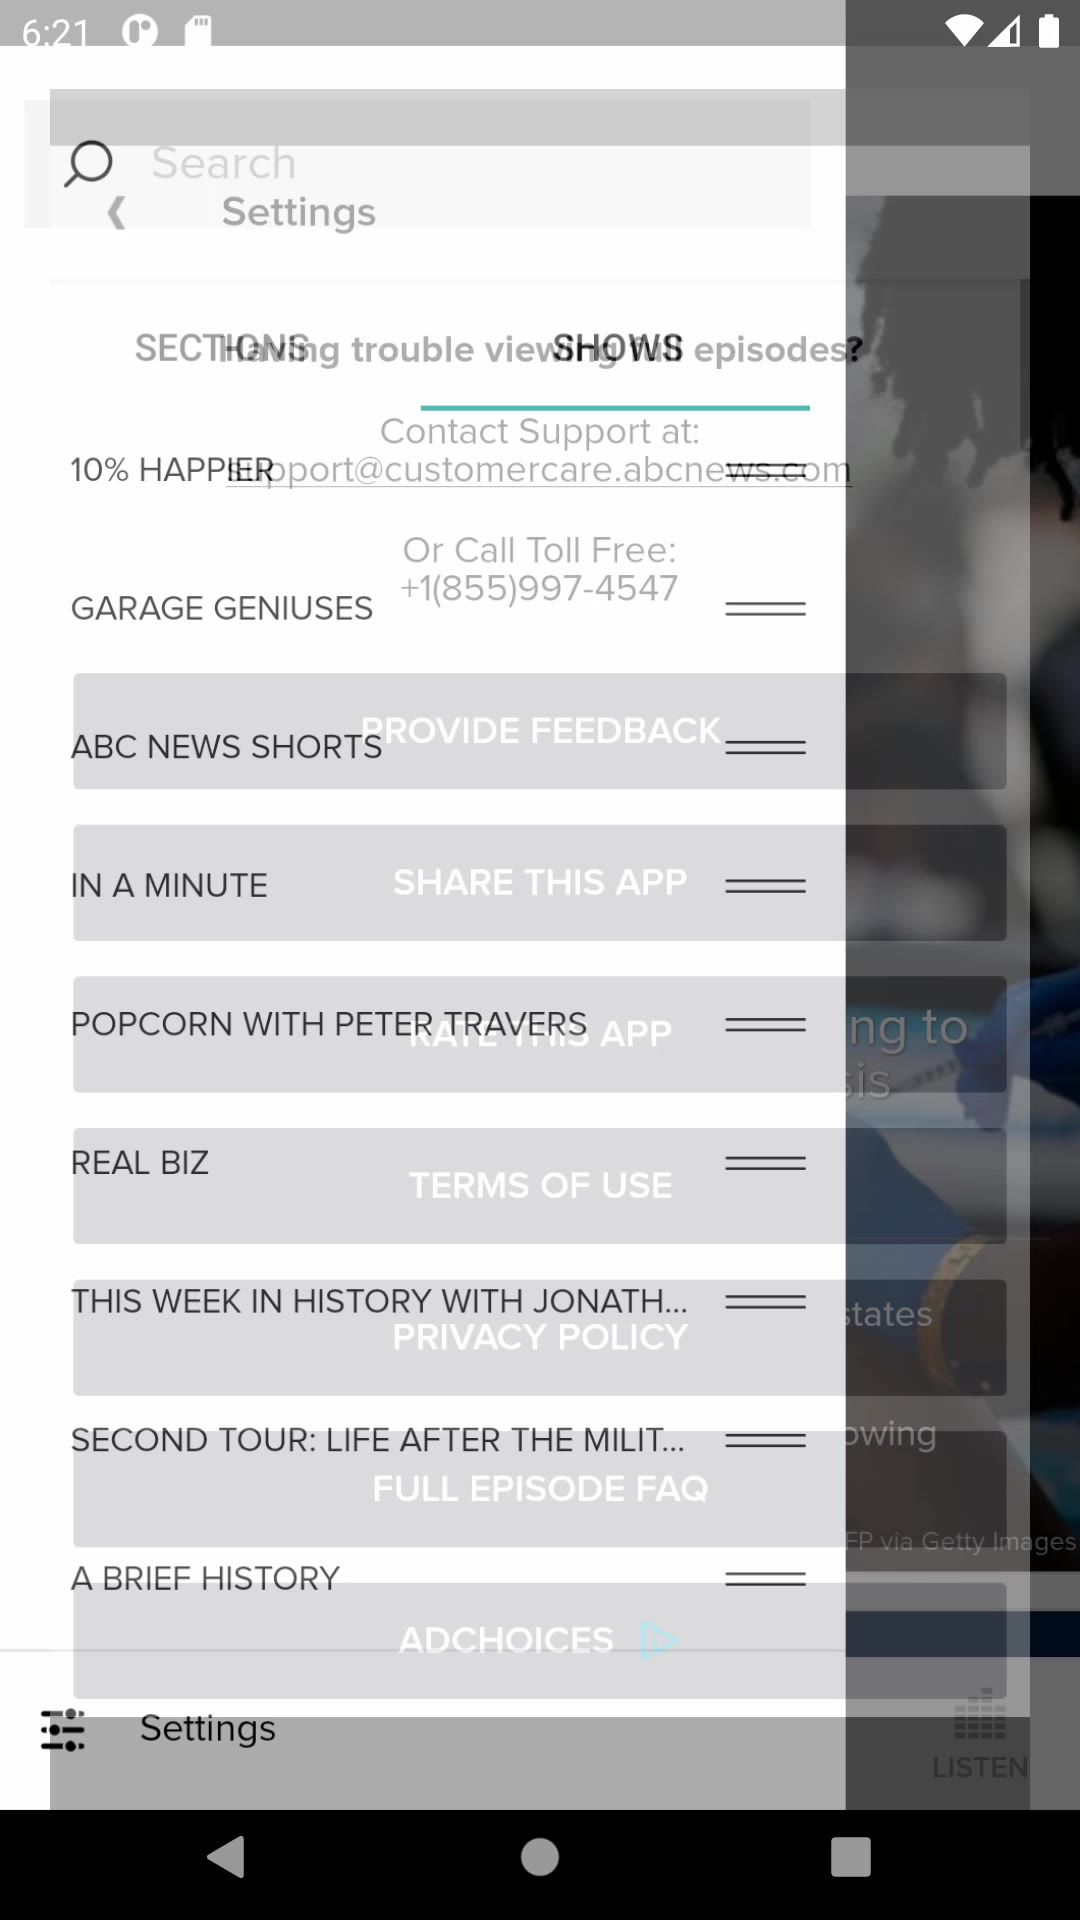 6:21
Search
Settings
SECTIONS
SHOWS
Having trouble viewing full episodes?
Contact Support at:
10% HAPPIER
support@customercare.abcnews.com
Or Call Toll Free:
+1(855)997-4547
GARAGE GENIUSES
PROVIDE FEEDBACK
ABC NEWS SHORTS
SHARE THIS APP
IN A MINUTE
POPCORN WITH PETER TRAVERS
RATE THIS APP
ng to
sis
REAL BIZ
TERMS OF USE
THIS WEEK IN HISTORY WITH JONATH...
states
PRIVACY POLICY
SECOND TOUR: LIFE AFTER THE MILIT...
owing
FULL EPISODE FAQ
FP via Getty Images
A BRIEF HISTORY
ADCHOICES
Settings
LISTEN